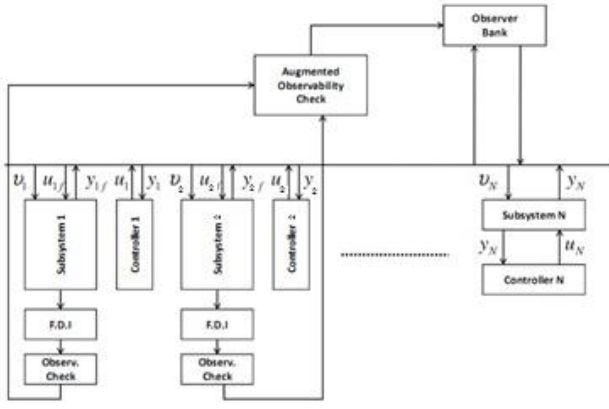 Observer
Bank
Augmented
Observability
Check
υ₁ u₁f y₁f u₁ y₁ υ₂ u₂f y₂f u₂ y₂ υN yN
Subsystem 1
Controller 1
Subsystem 2
Controller 2
Subsystem N
yN uN
Controller N
F.D.I
F.D.I
Observ.
Check
Observ.
Check